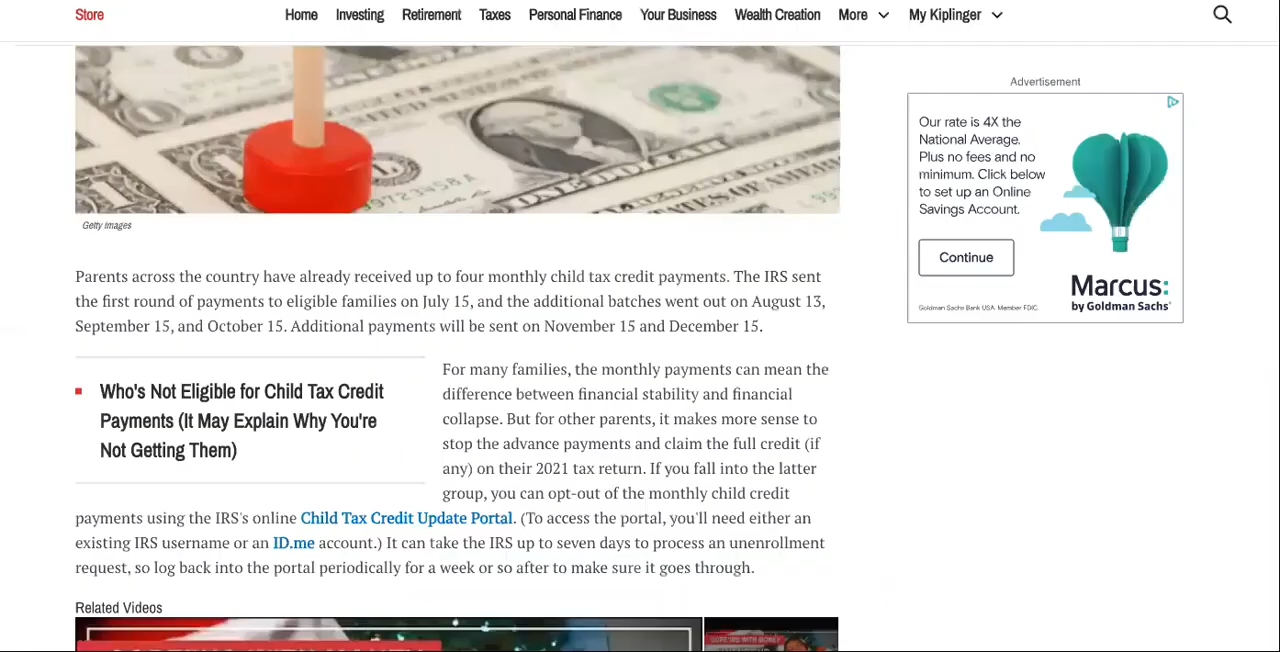 Store
Home Investing Retirement Taxes Personal Finance Your Business Wealth Creation More My Kiplinger
Getty Images
Parents across the country have already received up to four monthly child tax credit payments. The IRS sent
the first round of payments to eligible families on July 15, and the additional batches went out on August 13,
September 15, and October 15. Additional payments will be sent on November 15 and December 15.
Who's Not Eligible for Child Tax Credit
Payments (It May Explain Why You're
Not Getting Them)
For many families, the monthly payments can mean the
difference between financial stability and financial
collapse. But for other parents, it makes more sense to
stop the advance payments and claim the full credit (if
any) on their 2021 tax return. If you fall into the latter
group, you can opt-out of the monthly child credit
payments using the IRS's online Child Tax Credit Update Portal. (To access the portal, you'll need either an
existing IRS username or an ID.me account.) It can take the IRS up to seven days to process an unenrollment
request, so log back into the portal periodically for a week or so after to make sure it goes through.
Related Videos
Advertisement
Our rate is 4X the
National Average.
Plus no fees and no
minimum. Click below
to set up an Online
Savings Account.
Continue
Marcus:
by Goldman Sachs
Goldman Sachs Bank USA. Member FDIC.